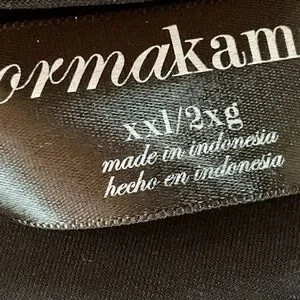 ormakam
xxl/2xg
made in indonesia
hecho en indonesia